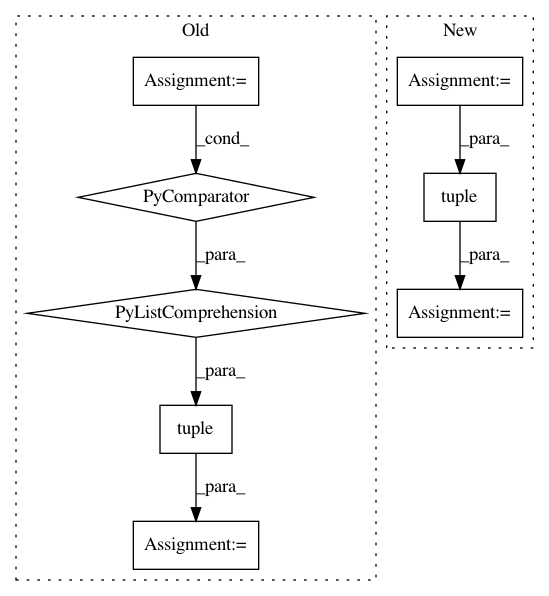 Old
Assignment:=
_cond_
PyComparator
_para_
PyListComprehension
_para_
tuple
_para_
Assignment:=
New
Assignment:=
_para_
tuple
_para_
Assignment:=